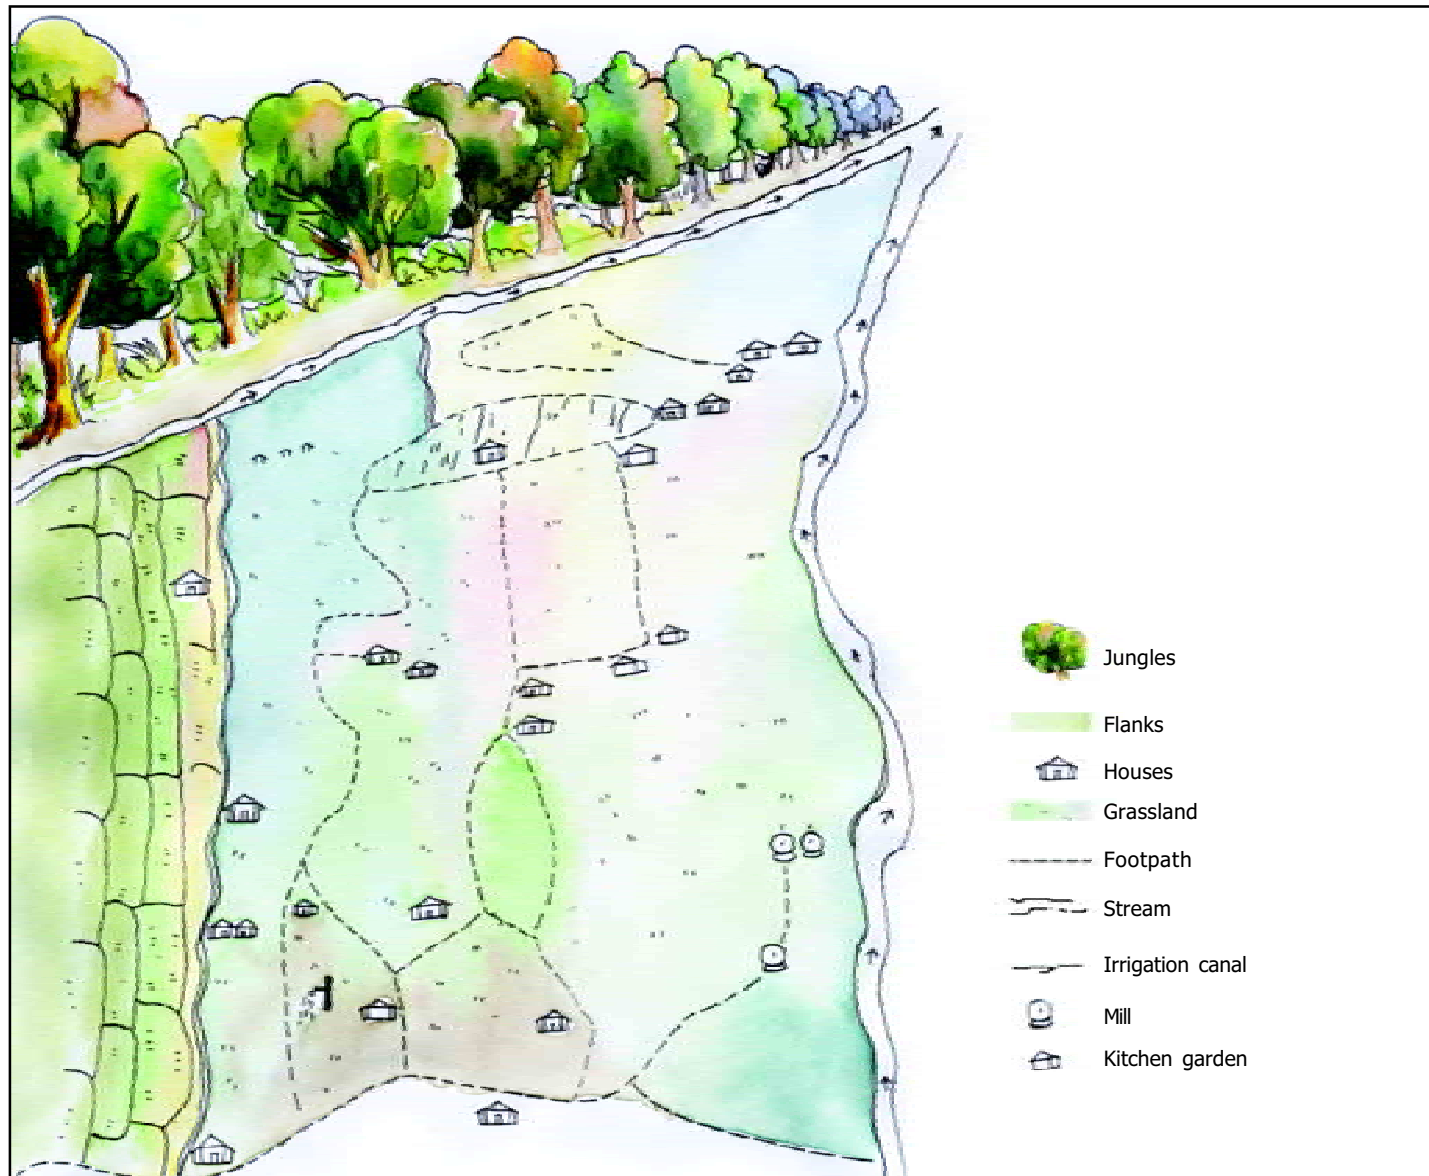 Jungles
Flanks
Houses
Grassland
Footpath
Stream
Irrigation canal
Mill
Kitchen garden